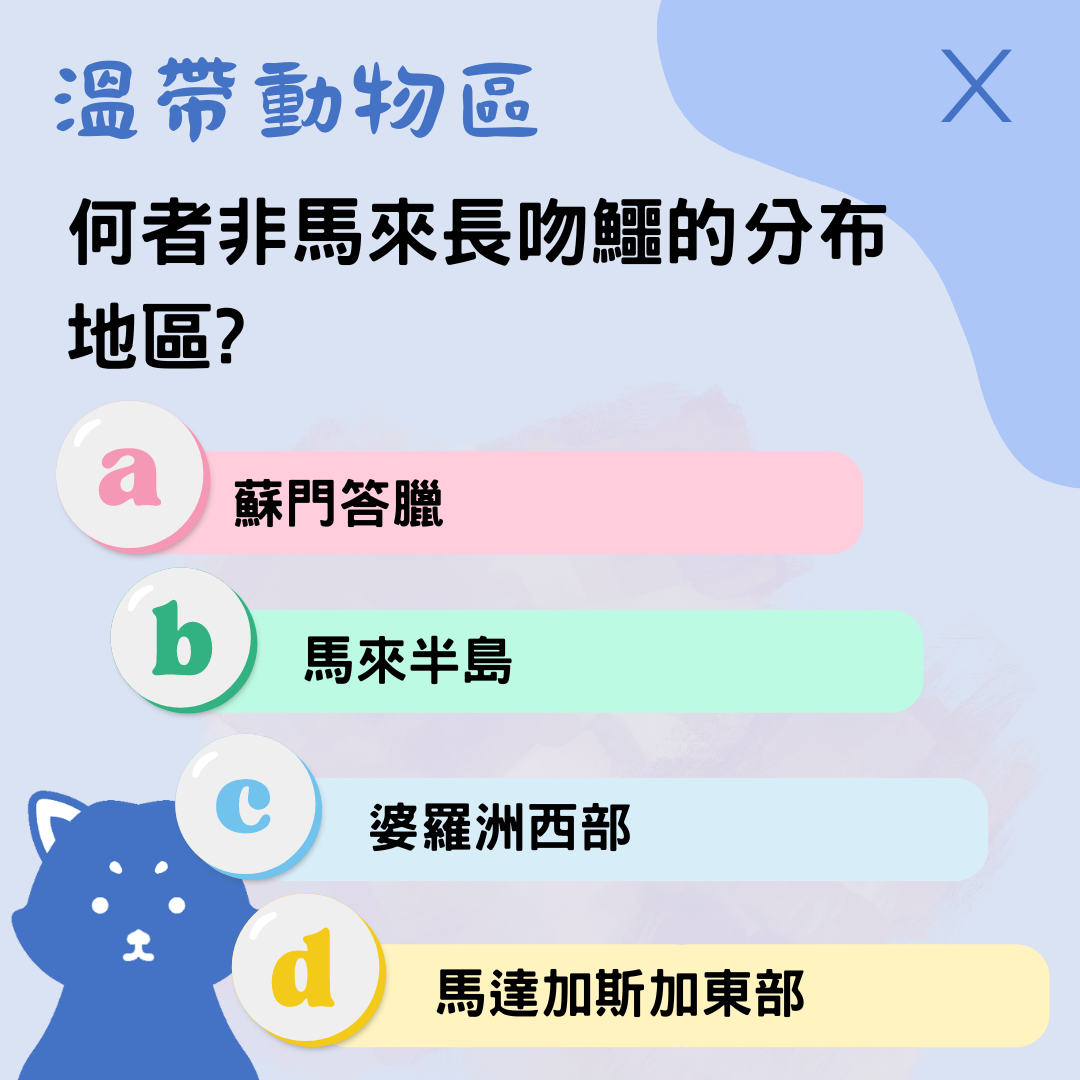 溫帶動物區
X
何者非馬來長吻鱷的分布
地區?
a
蘇門答臘
b
馬來半島
c
婆羅洲西部
d
馬達加斯加東部